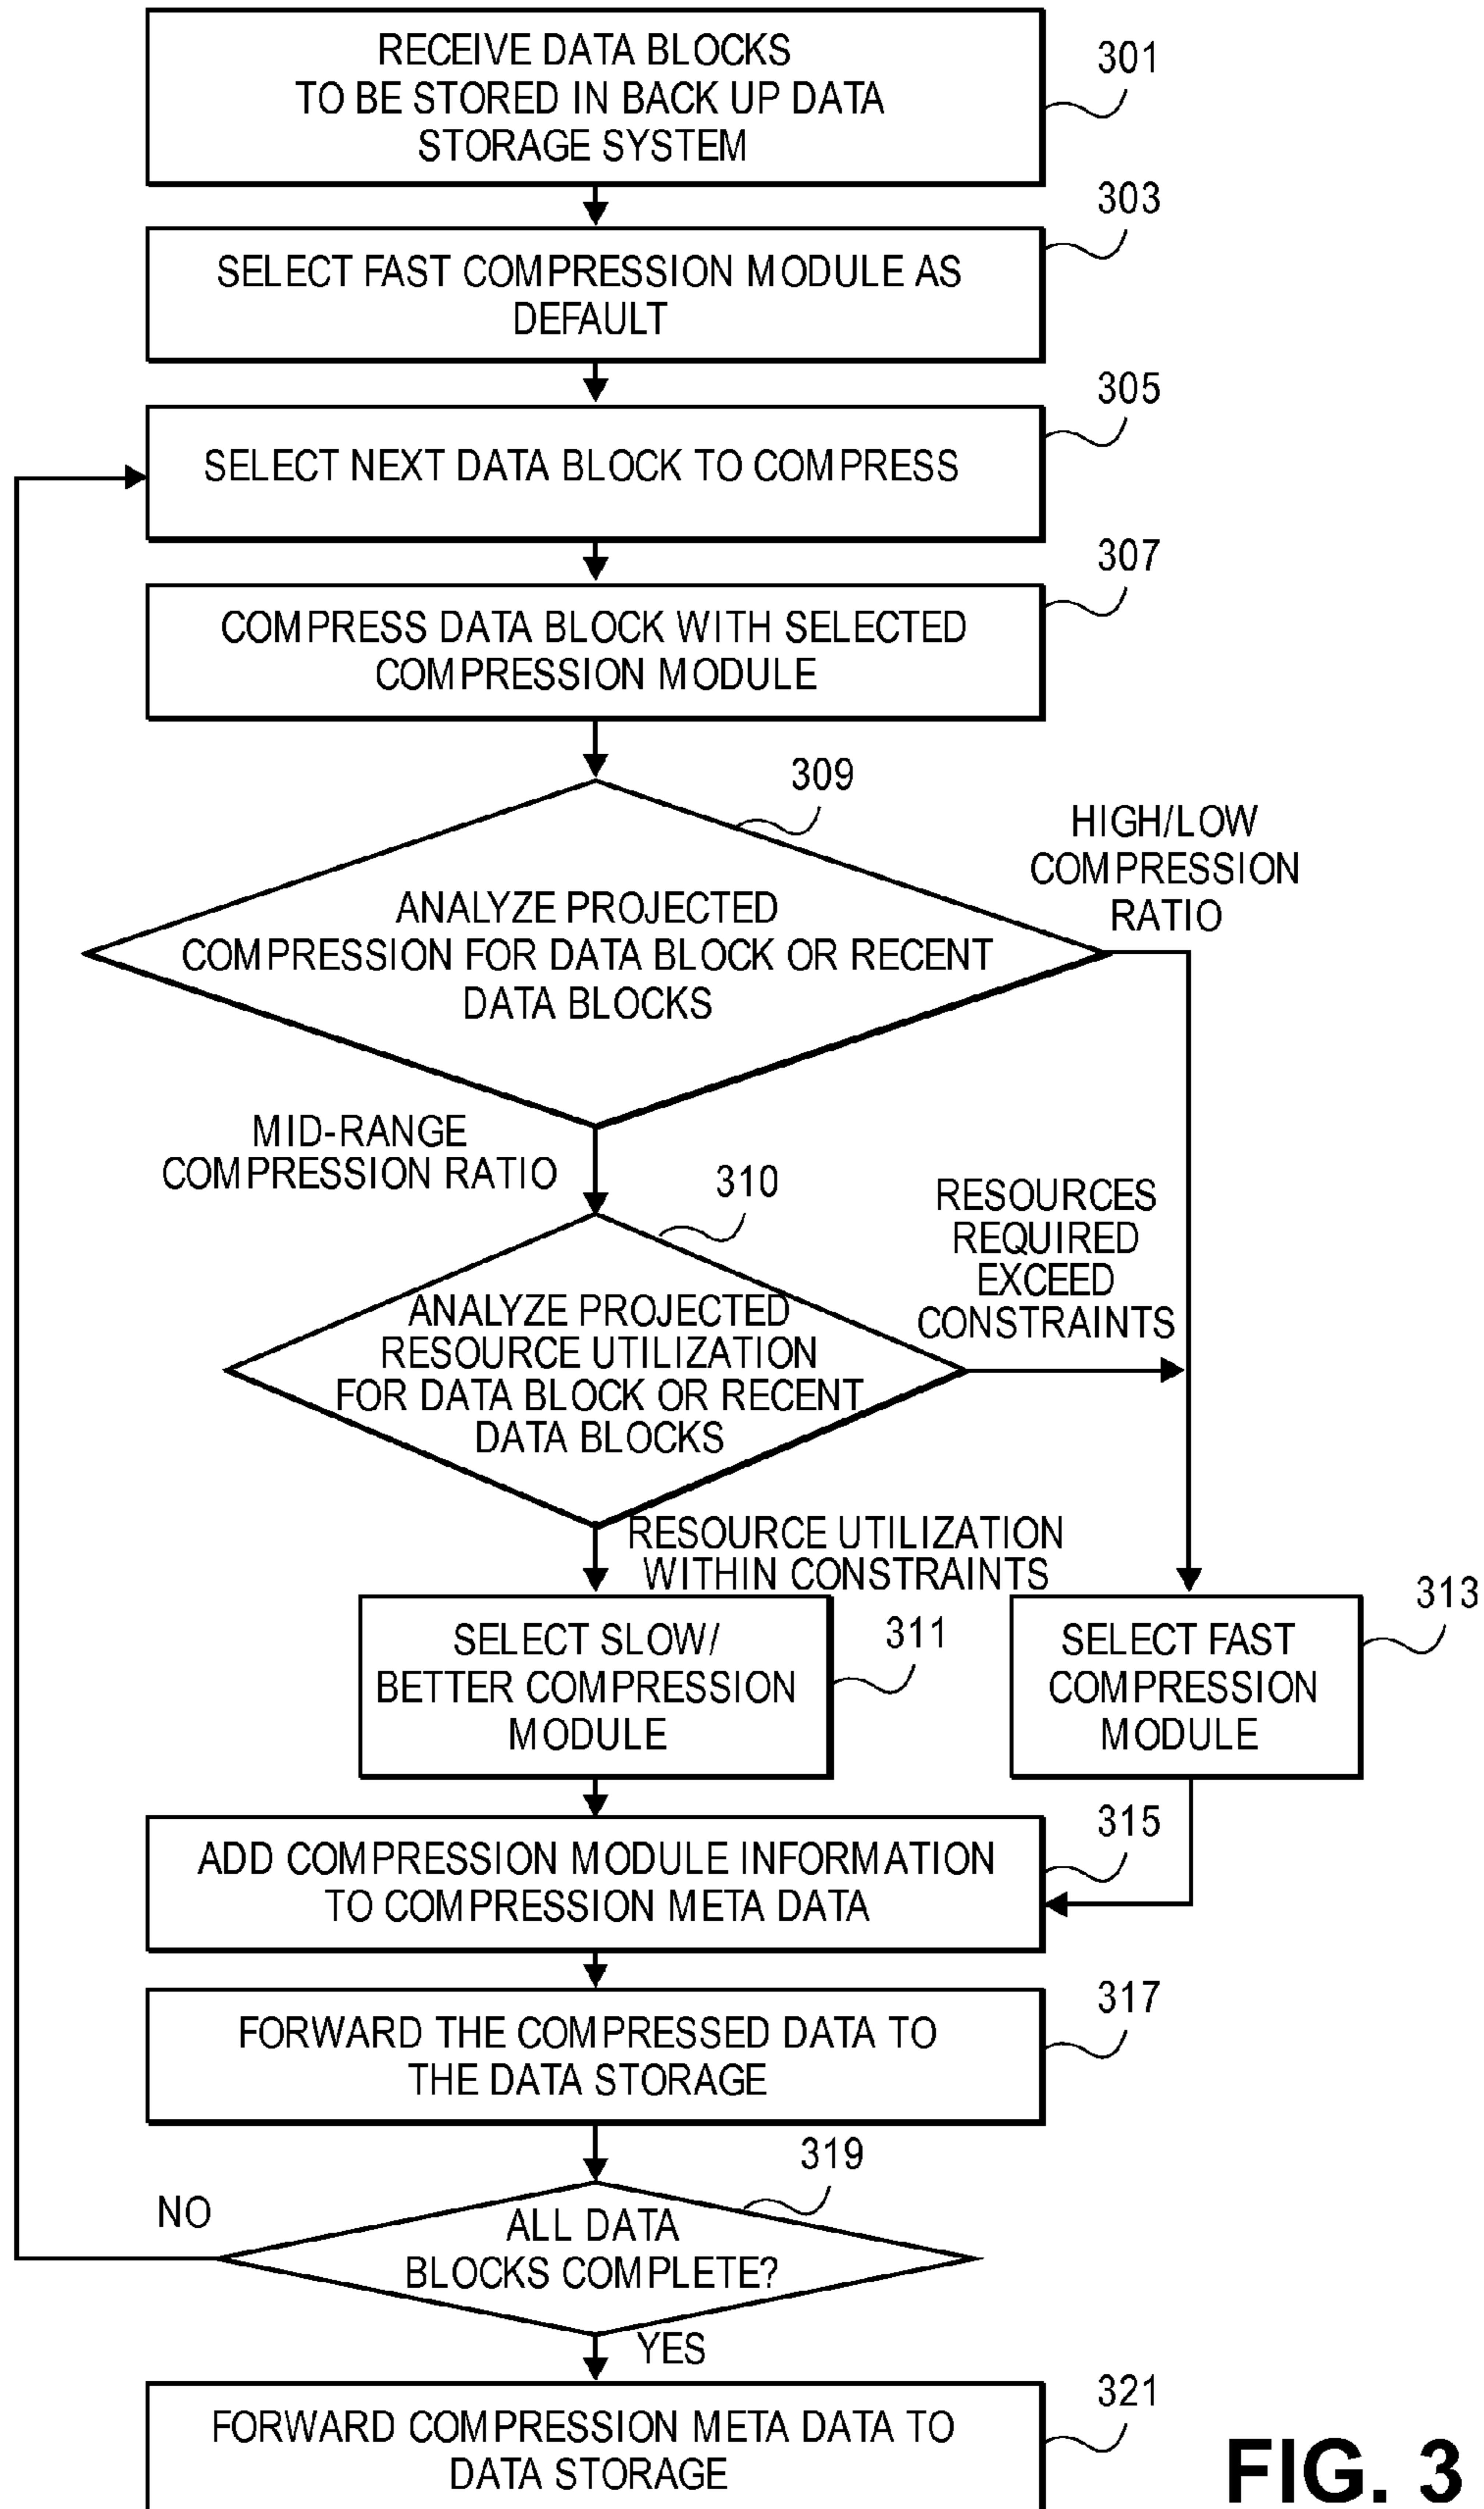 RECEIVE DATA BLOCKS
TO BE STORED IN BACK UP DATA
STORAGE SYSTEM
301
303
SELECT FAST COMPRESSION MODULE AS
DEFAULT
305
SELECT NEXT DATA BLOCK TO COMPRESS
307
COMPRESS DATA BLOCK WITH SELECTED
COMPRESSION MODULE
309
HIGH/LOW
COMPRESSION
RATIO
ANALYZE PROJECTED
COMPRESSION FOR DATA BLOCK OR RECENT
DATA BLOCKS
MID-RANGE
COMPRESSION RATIO
310
RESOURCES
REQUIRED
EXCEED
CONSTRAINTS
ANALYZE PROJECTED
RESOURCE UTILIZATION
FOR DATA BLOCK OR RECENT
DATA BLOCKS
RESOURCE UTILIZATION
WITHIN CONSTRAINTS
SELECT SLOW/
BETTER COMPRESSION
MODULE
311
SELECT FAST
COMPRESSION
MODULE
313
315
ADD COMPRESSION MODULE INFORMATION
TO COMPRESSION META DATA
317
FORWARD THE COMPRESSED DATA TO
THE DATA STORAGE
319
NO
ALL DATA
BLOCKS COMPLETE?
YES
321
FORWARD COMPRESSION META DATA TO
DATA STORAGE
FIG. 3